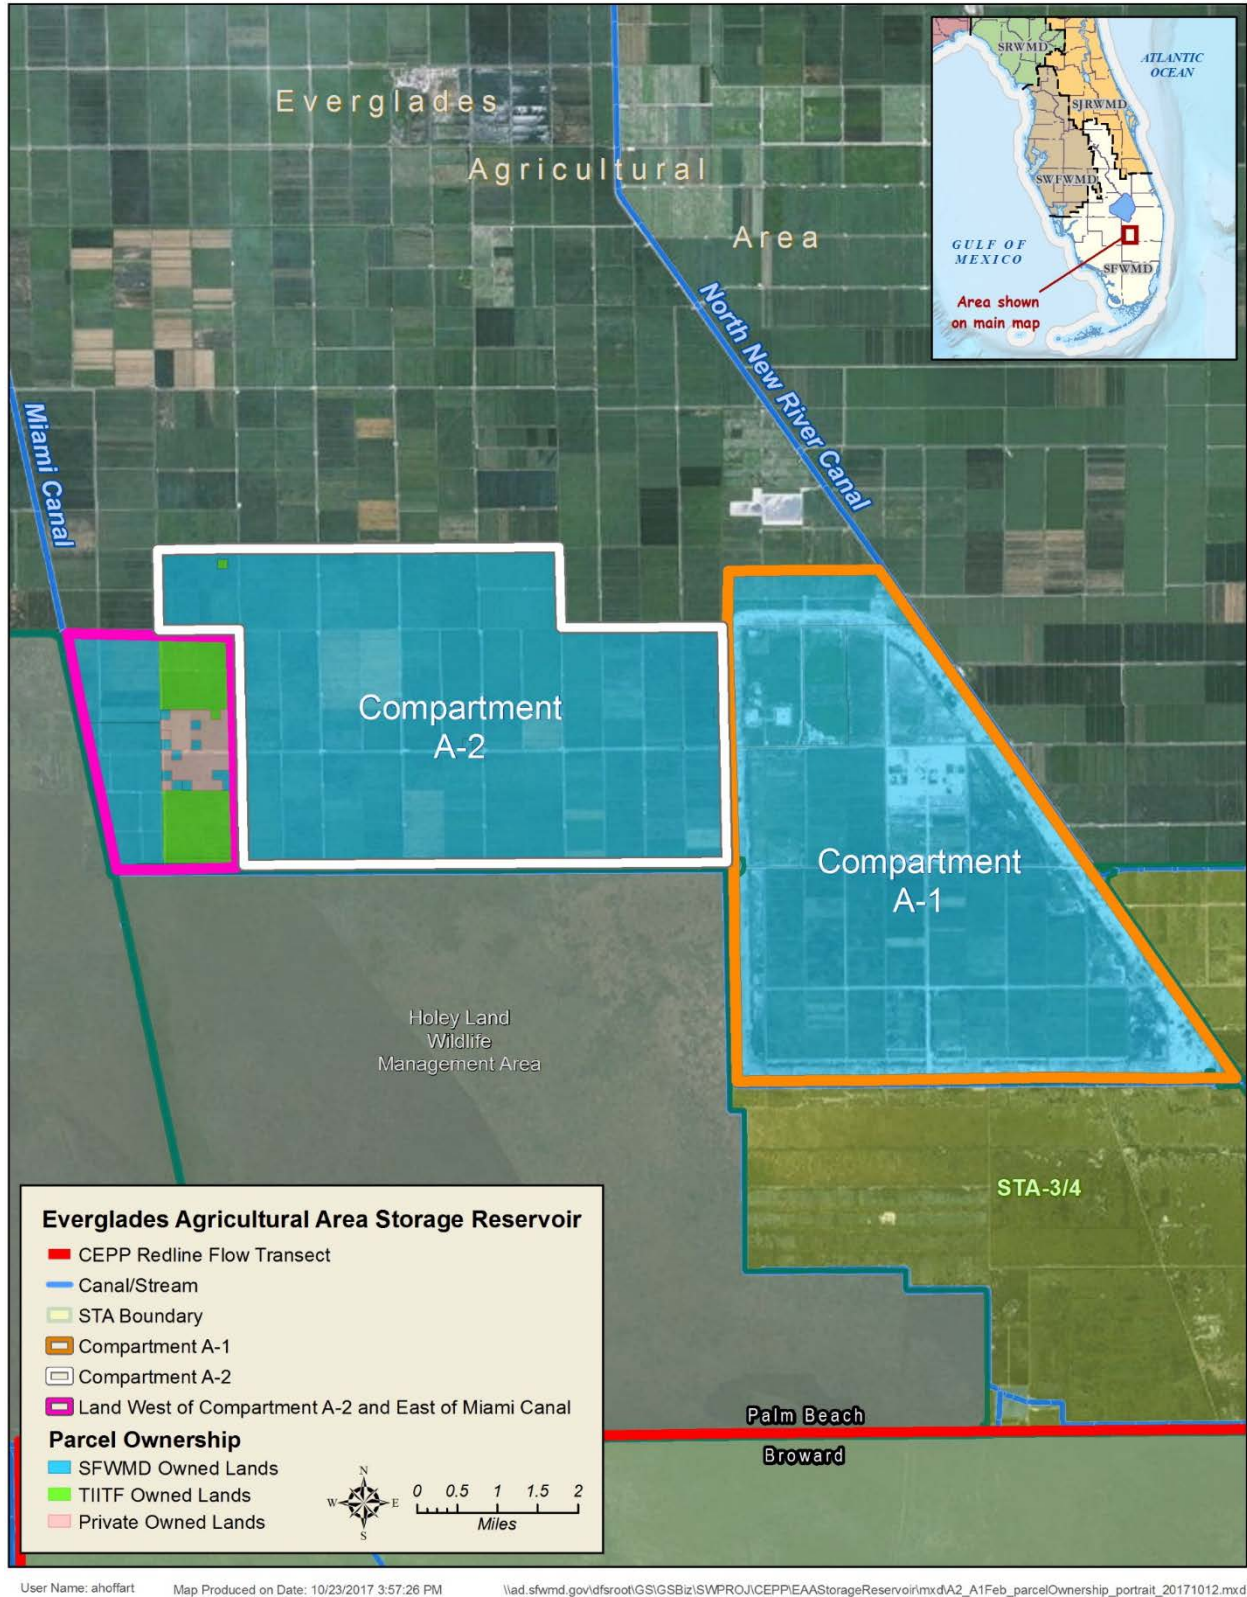 Everglades
Agricultural
Area
SRWMD
ATLANTIC
OCEAN
SJRWMD
SWFWMD
GULF OF
MEXICO
SFWMD
Area shown
on main map
North New River Canal
Miami Canal
Compartment
A-2
Compartment
A-1
Holey Land
Wildlife
Management Area
STA-3/4
Palm Beach
Broward
Everglades Agricultural Area Storage Reservoir
CEPP Redline Flow Transect
Canal/Stream
STA Boundary
Compartment A-1
Compartment A-2
Land West of Compartment A-2 and East of Miami Canal
Parcel Ownership
SFWMD Owned Lands
TIITF Owned Lands
Private Owned Lands
N
W E
S
0 0.5 1 1.5 2
Miles
User Name: ahoffart Map Produced on Date: 10/23/2017 3:57:26 PM \\ad.sfwmd.gov\dfsroot\GS\GSBiz\SWPROJ\CEPP\EAAStorageReservoir\mxd\A2_A1Feb_parcelOwnership_portrait_20171012.mxd